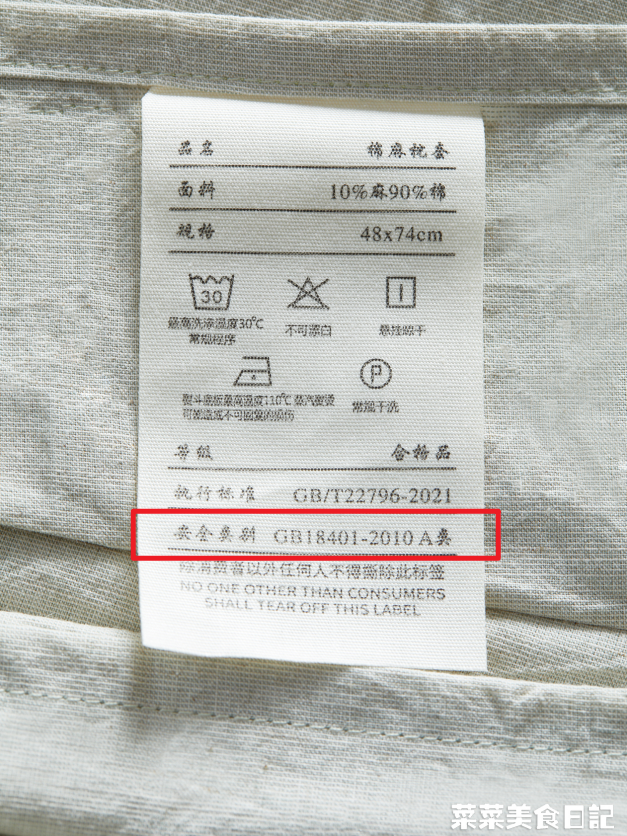 品名 棉麻枕套
面料 10%麻90%棉
规格 48x74cm
30
最高洗涤温度30℃
常规程序
不可漂白
悬挂晾干
熨斗底板最高温度110℃ 蒸汽熨烫
可能造成不可回复的损伤
P
常规干洗
等级 合格品
执行标准 GB/T22796-2021
安全类别 GB18401-2010 A类
除消费者以外任何人不得撕除此标签
NO ONE OTHER THAN CONSUMERS
SHALL TEAR OFF THIS LABEL
菜菜美食日記